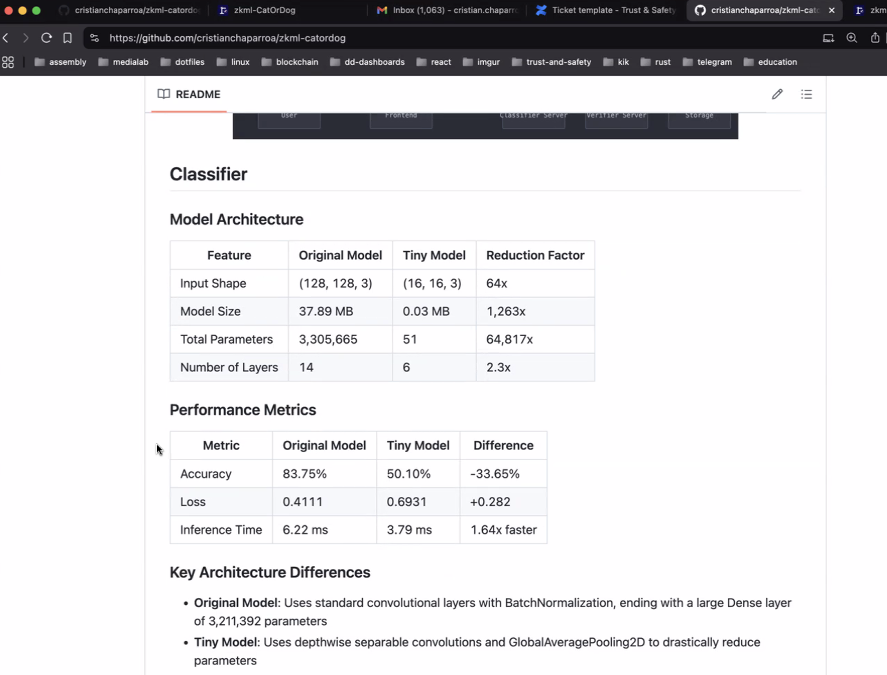 cristianchaparroa/zkml-catordo
zkml-CatOrDog
Inbox (1,063) - cristian.chaparro
Ticket template - Trust & Safety
cristianchaparroa/zkml-cato
zkm
https://github.com/cristianchaparroa/zkml-catordog
assembly
medialab
dotfiles
linux
blockchain
dd-dashboards
react
imgur
trust-and-safety
kik
rust
telegram
education
README
User
Frontend
Classifier Server
Verifier Server
Storage
Classifier
Model Architecture
Feature Original Model Tiny Model Reduction Factor
Input Shape (128, 128, 3) (16, 16, 3) 64x
Model Size 37.89 MB 0.03 MB 1,263x
Total Parameters 3,305,665 51 64,817x
Number of Layers 14 6 2.3x
Performance Metrics
Metric Original Model Tiny Model Difference
Accuracy 83.75% 50.10% -33.65%
Loss 0.4111 0.6931 +0.282
Inference Time 6.22 ms 3.79 ms 1.64x faster
Key Architecture Differences
• Original Model: Uses standard convolutional layers with BatchNormalization, ending with a large Dense layer
of 3,211,392 parameters
• Tiny Model: Uses depthwise separable convolutions and GlobalAveragePooling2D to drastically reduce
parameters